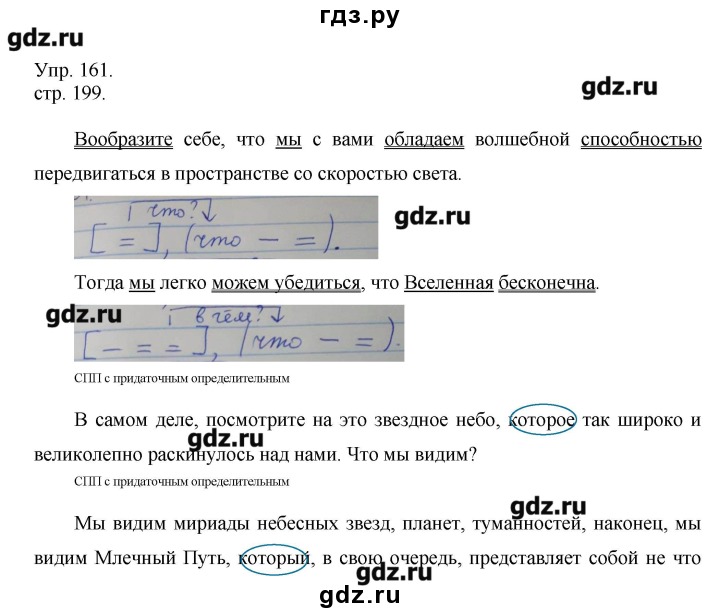 гдз.ру
gdz.ru
Упр. 161.
gdz.ru
стр. 199.
Вообразите себе, что мы с вами обладаем волшебной способностью
передвигаться в пространстве со скоростью света.
что?
gdz.ru
[ = ], (что – =).
Тогда мы легко можем убедиться, что Вселенная бесконечна.
gdz.ru
в чём?
[ – = = ], (что – =).
СПП с придаточным определительным
В самом деле, посмотрите на это звездное небо, которое так широко и
gdz.ru
великолепно раскинулось над нами. Что мы видим?
СПП с придаточным определительным
gdz.ru
Мы видим мириады небесных звезд, планет, туманностей, наконец, мы
видим Млечный Путь, который, в свою очередь, представляет собой не что
gdz.ru
gdz.ru